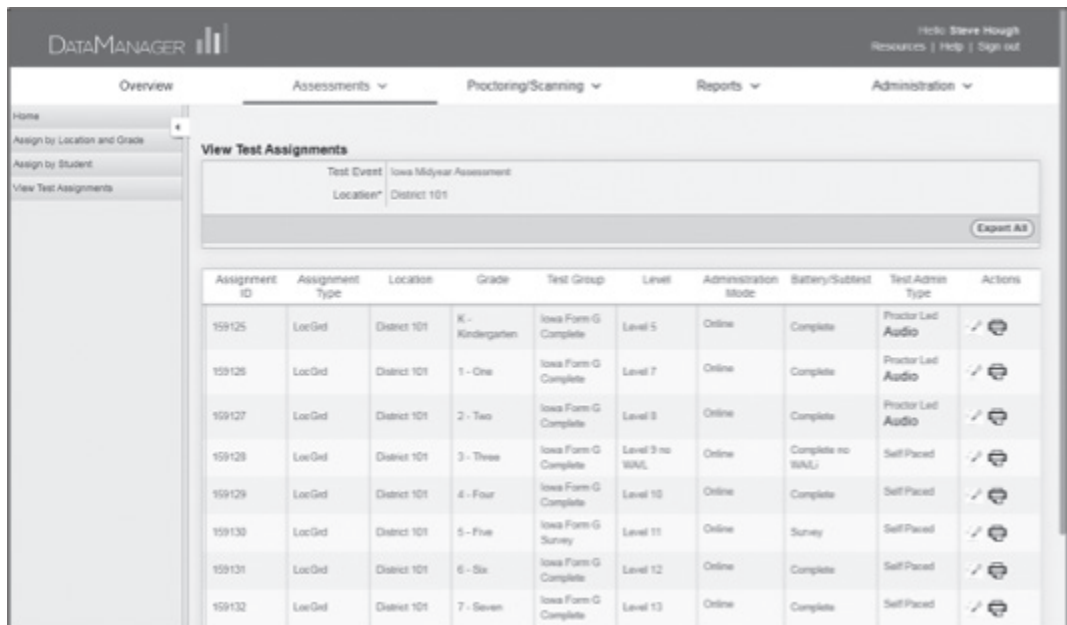 DATAMANAGER
Hello Steve Hough
Resources | Help | Sign out
Overview
Assessments
Proctoring/Scanning
Reports
Administration
Home
Assign by Location and Grade
Assign by Student
View Test Assignments
View Test Assignments
Test Event Iowa Midyear Assessment
Location* District 101
Export All
Assignment ID Assignment Type Location Grade Test Group Level Administration Mode Battery/Subtest Test Admin Type Actions
159125 LocGrd District 101 K - Kindergarten Iowa Form G Complete Level 5 Online Complete Proctor Led Audio
159126 LocGrd District 101 1 - One Iowa Form G Complete Level 7 Online Complete Proctor Led Audio
159127 LocGrd District 101 2 - Two Iowa Form G Complete Level 8 Online Complete Proctor Led Audio
159128 LocGrd District 101 3 - Three Iowa Form G Complete Level 9 no Online Complete no Self Paced
159129 LocGrd District 101 4 - Four Iowa Form G Complete Level 10 Online Complete Self Paced
159130 LocGrd District 101 5 - Five Iowa Form G Survey Level 11 Online Survey Self Paced
159131 LocGrd District 101 6 - Six Iowa Form G Complete Level 12 Online Complete Self Paced
159132 LocGrd District 101 7 - Seven Iowa Form G Complete Level 13 Online Complete Self Paced